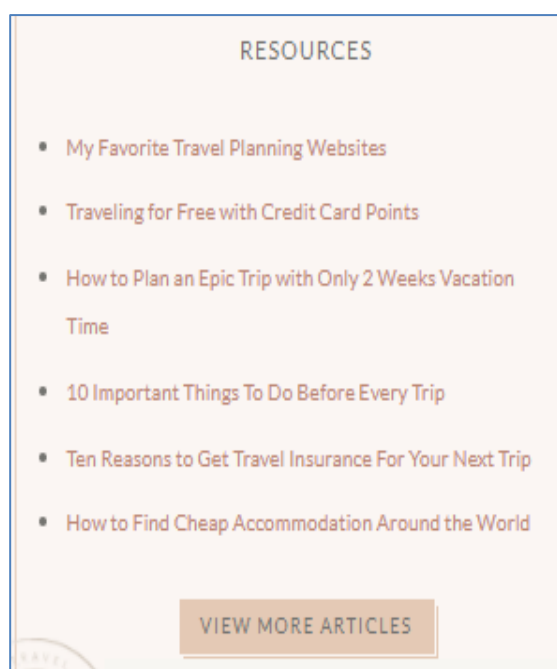 RESOURCES
My Favorite Travel Planning Websites
Traveling for Free with Credit Card Points
How to Plan an Epic Trip with Only 2 Weeks Vacation
Time
10 Important Things To Do Before Every Trip
Ten Reasons to Get Travel Insurance For Your Next Trip
How to Find Cheap Accommodation Around the World
VIEW MORE ARTICLES
TRAVEL